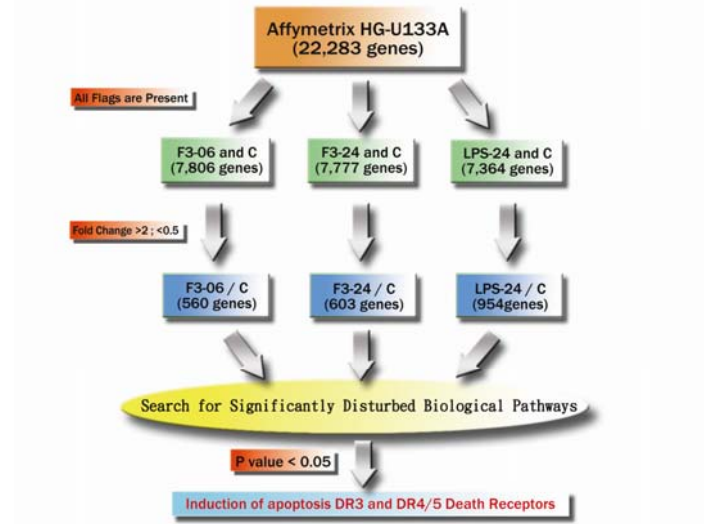 Affymetrix HG-U133A
(22,283 genes)
All Flags are Present
F3-06 and C
(7,806 genes)
F3-24 and C
(7,777 genes)
LPS-24 and C
(7,364 genes)
Fold Change >2 ; <0.5
F3-06 / C
(560 genes)
F3-24 / C
(603 genes)
LPS-24 / C
(954genes)
Search for Significantly Disturbed Biological Pathways
P value < 0.05
Induction of apoptosis DR3 and DR4/5 Death Receptors